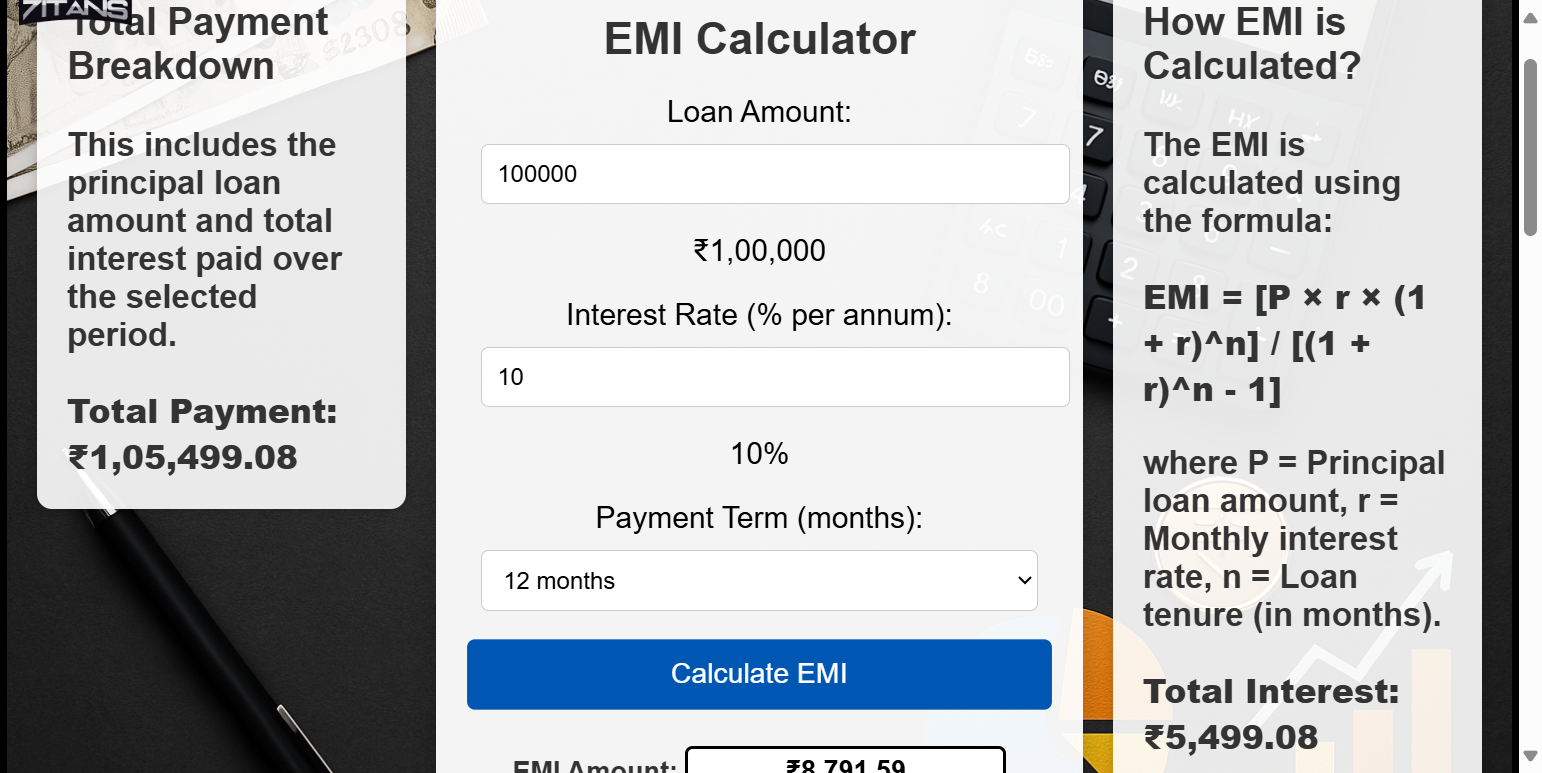 7ITANS
Total Payment
Breakdown
This includes the
principal loan
amount and total
interest paid over
the selected
period.
Total Payment:
₹1,05,499.08
EMI Calculator
Loan Amount:
100000
₹1,00,000
Interest Rate (% per annum):
10
10%
Payment Term (months):
12 months
Calculate EMI
EMI Amount:
₹8,791.59
How EMI is
Calculated?
The EMI is
calculated using
the formula:
EMI = [P × r × (1
+ r)^n] / [(1 +
r)^n - 1]
where P = Principal
loan amount, r =
Monthly interest
rate, n = Loan
tenure (in months).
Total Interest:
₹5,499.08